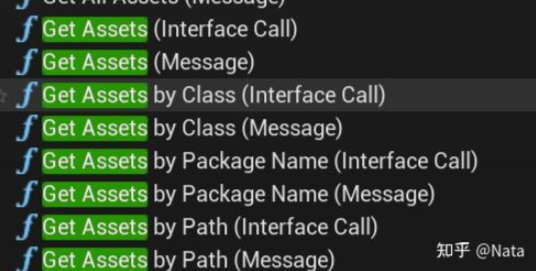 Get All Assets (Message)
Get Assets (Interface Call)
Get Assets (Message)
Get Assets by Class (Interface Call)
Get Assets by Class (Message)
Get Assets by Package Name (Interface Call)
Get Assets by Package Name (Message)
Get Assets by Path (Interface Call)
Get Assets by Path (Message)
知乎 @Nata